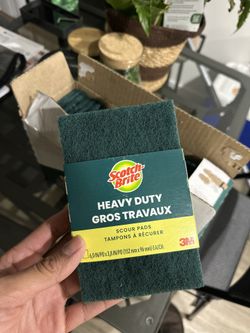 Scotch-
Brite
HEAVY DUTY
GROS TRAVAUX
SCOUR PADS
TAMPONS À RÉCURER
3M